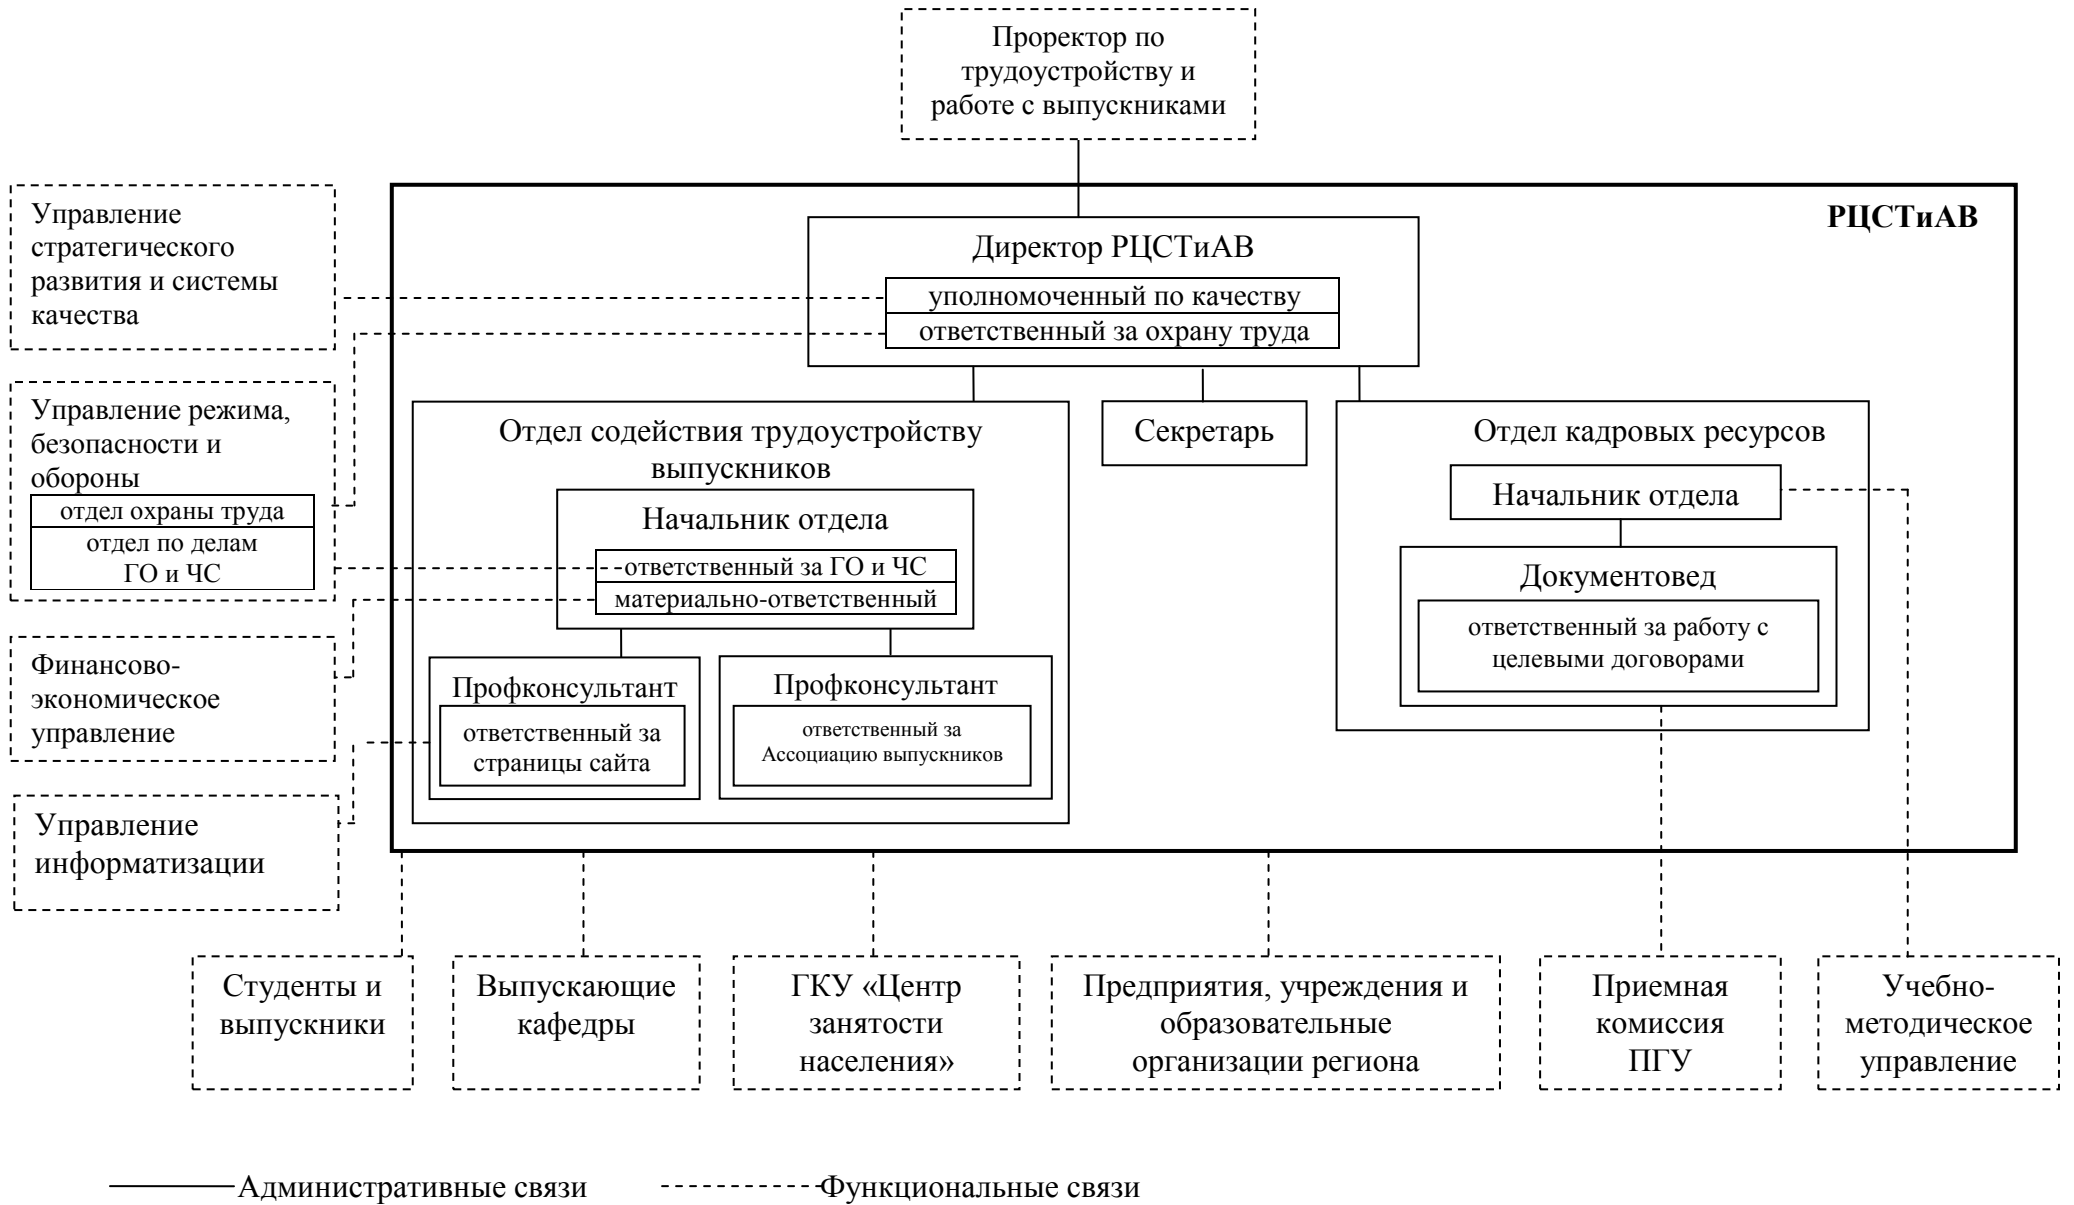 Проректор по
трудоустройству и
работе с выпускниками
Управление
стратегического
развития и системы
качества
РЦСТиАВ
Директор РЦСТиАВ
уполномоченный по качеству
ответственный за охрану труда
Управление режима,
безопасности и
обороны
отдел охраны труда
отдел по делам
ГО и ЧС
Отдел содействия трудоустройству
выпускников
Начальник отдела
ответственный за ГО и ЧС
материально-ответственный
Секретарь
Отдел кадровых ресурсов
Начальник отдела
Документовед
ответственный за работу с
целевыми договорами
Финансово-
экономическое
управление
Профконсультант
ответственный за
страницы сайта
Профконсультант
ответственный за
Ассоциацию выпускников
Управление
информатизации
Студенты и
выпускники
Выпускающие
кафедры
ГКУ «Центр
занятости
населения»
Предприятия, учреждения и
образовательные
организации региона
Приемная
комиссия
ПГУ
Учебно-
методическое
управление
Административные связи
Функциональные связи